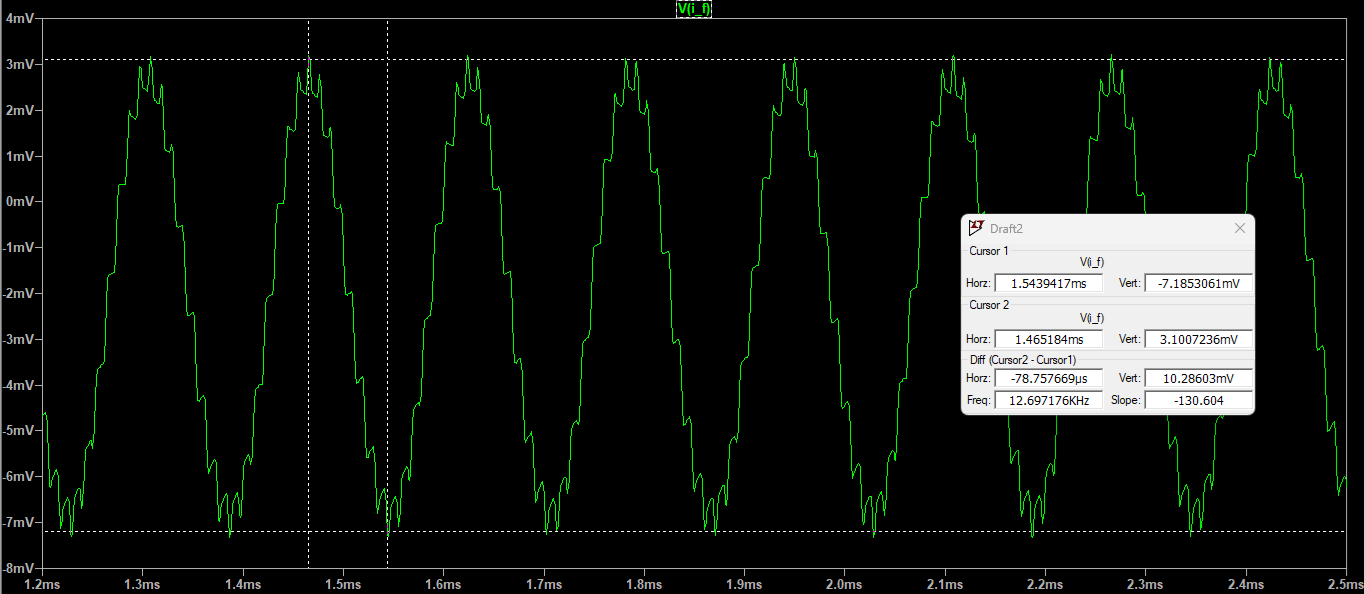 V(i_f)
4mV
3mV
2mV
1mV
0mV
-1mV
-2mV
-3mV
-4mV
-5mV
-6mV
-7mV
-8mV
1.2ms 1.3ms 1.4ms 1.5ms 1.6ms 1.7ms 1.8ms 1.9ms 2.0ms 2.1ms 2.2ms 2.3ms 2.4ms 2.5ms
Draft2
Cursor 1
V(i_f)
Horz: 1.5439417ms Vert: -7.1853061mV
Cursor 2
V(i_f)
Horz: 1.465184ms Vert: 3.1007236mV
Diff (Cursor2 - Cursor1)
Horz: -78.757669µs Vert: 10.28603mV
Freq: 12.697176KHz Slope: -130.604